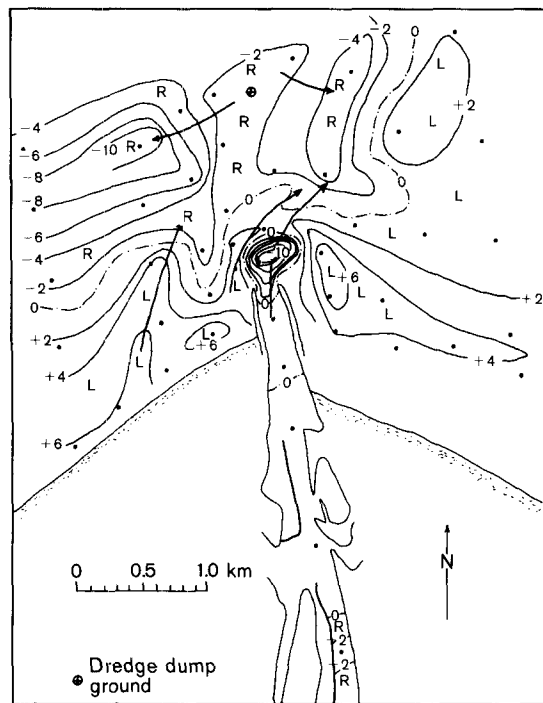 -4 -2 0
-2
R R L
R +2
-4 R
-6 R L
-10 R R
-8
-6 0 L
-4 R 0
R L
-2 10 +6 +2
0 L L 0 L
+2 L +4
+4 L +6
L
+6 0
0 0.5 1.0 km
N
0
R
+2
+2
R
Dredge dump
ground